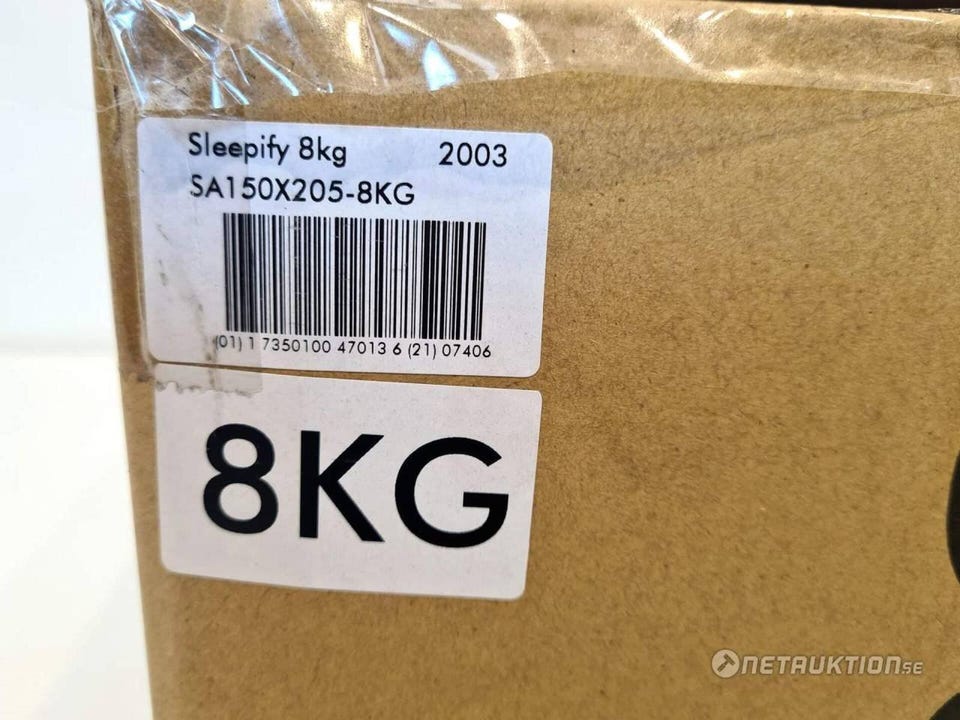 Sleepify 8kg 2003
SA150X205-8KG
(01) 1 7350100 47013 6 (21) 07406
8KG
NETAUKTION.SE